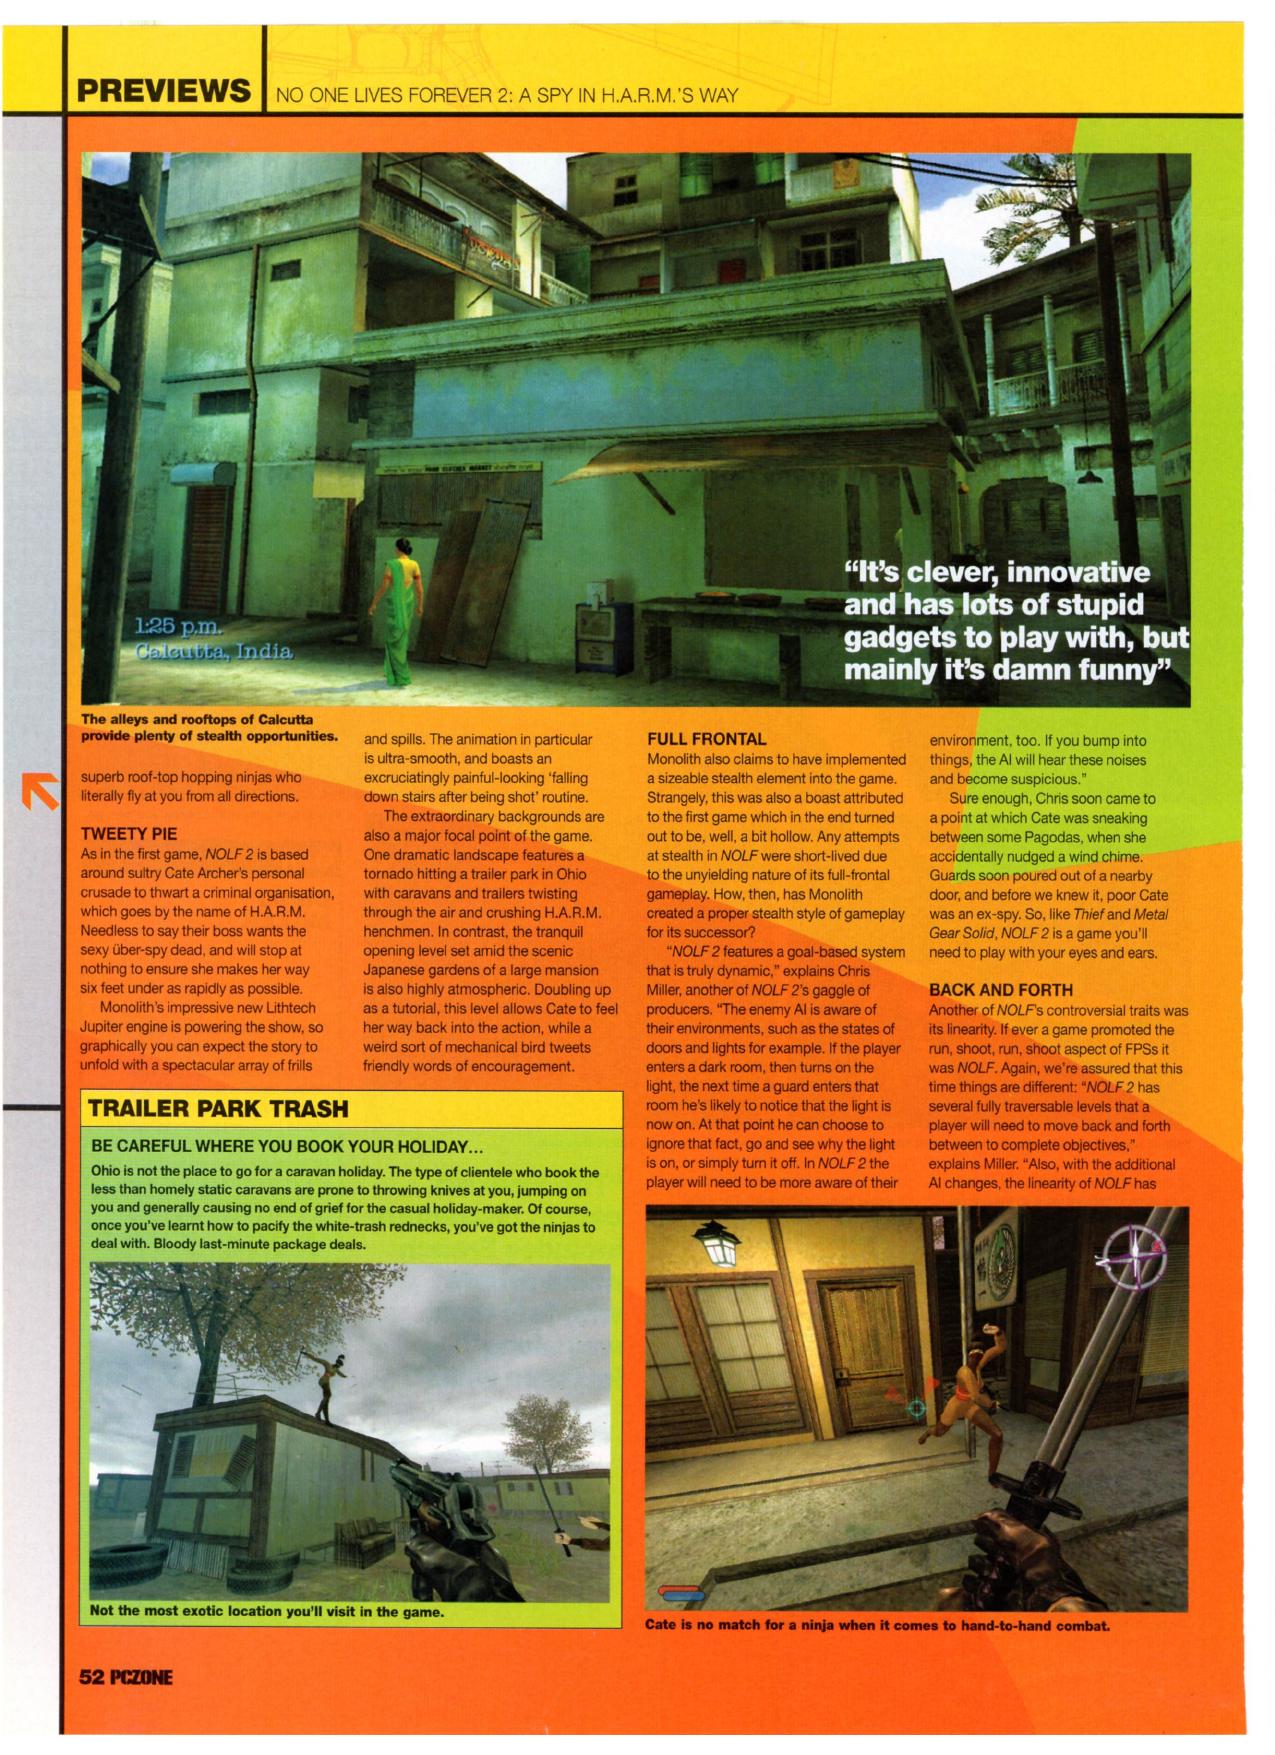 PREVIEWS
NO ONE LIVES FOREVER 2: A SPY IN H.A.R.M.'S WAY
1:25 p.m.
Calcutta, India
“It’s clever, innovative
and has lots of stupid
gadgets to play with, but
mainly it’s damn funny”
The alleys and rooftops of Calcutta
provide plenty of stealth opportunities.
superb roof-top hopping ninjas who
literally fly at you from all directions.
TWEETY PIE
As in the first game, NOLF 2 is based
around sultry Cate Archer’s personal
crusade to thwart a criminal organisation,
which goes by the name of H.A.R.M.
Needless to say their boss wants the
sexy über-spy dead, and will stop at
nothing to ensure she makes her way
six feet under as rapidly as possible.
Monolith’s impressive new Lithtech
Jupiter engine is powering the show, so
graphically you can expect the story to
unfold with a spectacular array of frills
and spills. The animation in particular
is ultra-smooth, and boasts an
excruciatingly painful-looking ‘falling
down stairs after being shot’ routine.
The extraordinary backgrounds are
also a major focal point of the game.
One dramatic landscape features a
tornado hitting a trailer park in Ohio
with caravans and trailers twisting
through the air and crushing H.A.R.M.
henchmen. In contrast, the tranquil
opening level set amid the scenic
Japanese gardens of a large mansion
is also highly atmospheric. Doubling up
as a tutorial, this level allows Cate to feel
her way back into the action, while a
weird sort of mechanical bird tweets
friendly words of encouragement.
FULL FRONTAL
Monolith also claims to have implemented
a sizeable stealth element into the game.
Strangely, this was also a boast attributed
to the first game which in the end turned
out to be, well, a bit hollow. Any attempts
at stealth in NOLF were short-lived due
to the unyielding nature of its full-frontal
gameplay. How, then, has Monolith
created a proper stealth style of gameplay
for its successor?
“NOLF 2 features a goal-based system
that is truly dynamic,” explains Chris
Miller, another of NOLF 2’s gaggle of
producers. “The enemy AI is aware of
their environments, such as the states of
doors and lights for example. If the player
enters a dark room, then turns on the
light, the next time a guard enters that
room he’s likely to notice that the light is
now on. At that point he can choose to
ignore that fact, go and see why the light
is on, or simply turn it off. In NOLF 2 the
player will need to be more aware of their
environment, too. If you bump into
things, the AI will hear these noises
and become suspicious.”
Sure enough, Chris soon came to
a point at which Cate was sneaking
between some Pagodas, when she
accidentally nudged a wind chime.
Guards soon poured out of a nearby
door, and before we knew it, poor Cate
was an ex-spy. So, like Thief and Metal
Gear Solid, NOLF 2 is a game you’ll
need to play with your eyes and ears.
BACK AND FORTH
Another of NOLF’s controversial traits was
its linearity. If ever a game promoted the
run, shoot, run, shoot aspect of FPSs it
was NOLF. Again, we’re assured that this
time things are different: “NOLF 2 has
several fully traversable levels that a
player will need to move back and forth
between to complete objectives,”
explains Miller. “Also, with the additional
AI changes, the linearity of NOLF has
TRAILER PARK TRASH
BE CAREFUL WHERE YOU BOOK YOUR HOLIDAY...
Ohio is not the place to go for a caravan holiday. The type of clientele who book the
less than homely static caravans are prone to throwing knives at you, jumping on
you and generally causing no end of grief for the casual holiday-maker. Of course,
once you’ve learnt how to pacify the white-trash rednecks, you’ve got the ninjas to
deal with. Bloody last-minute package deals.
Not the most exotic location you’ll visit in the game.
N
Cate is no match for a ninja when it comes to hand-to-hand combat.
52 PCZONE